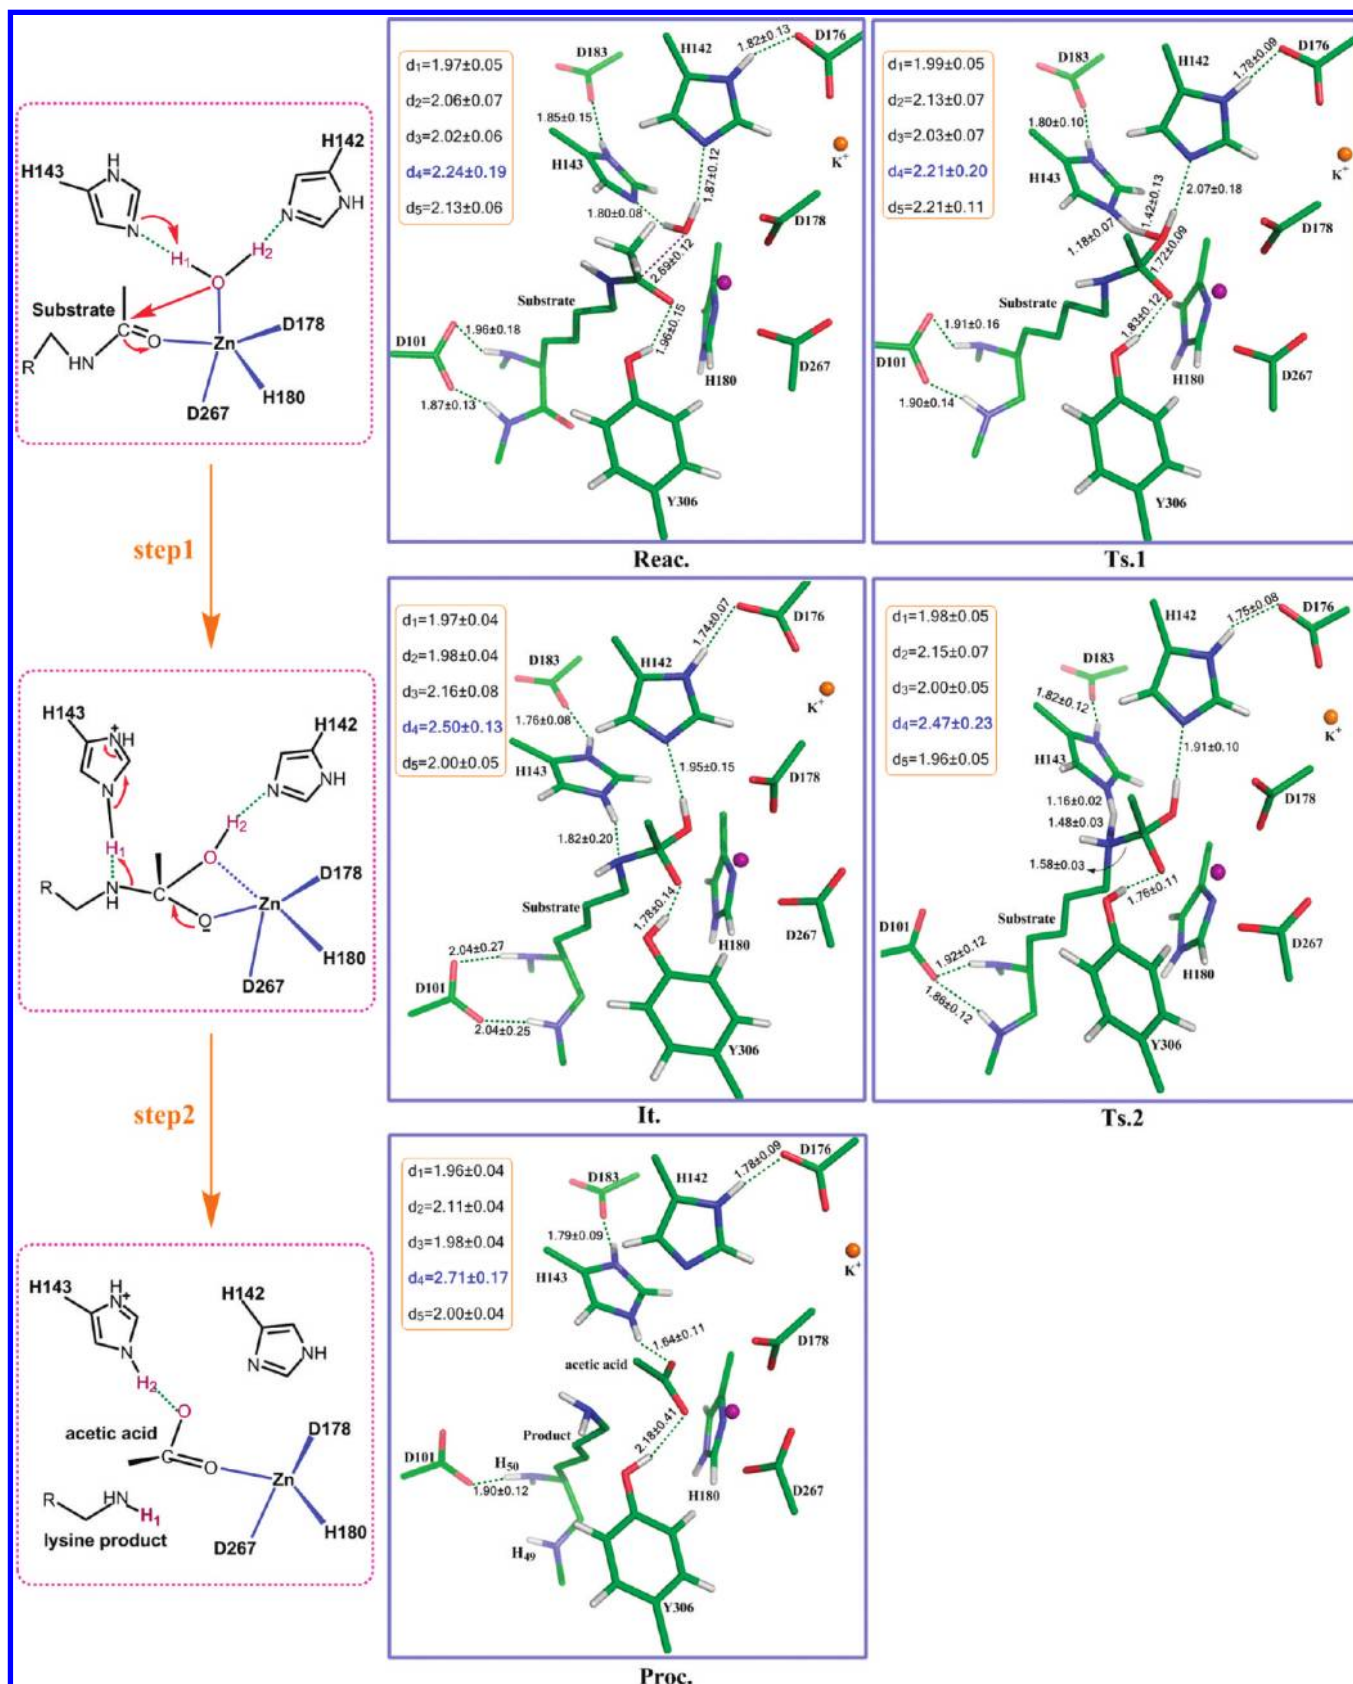 H143
H
N
N
H142
N
NH
H1
H2
O
Substrate
C
O
Zn
D178
R
NH
H180
D267
step1
H143
NH
+
N
H142
N
NH
H2
H1
O
R
N
H
C
O
Zn
D178
H180
D267
step2
H143
H
N
+
N
H2
H142
N
NH
O
acetic acid
C
O
D178
Zn
R
HN
H1
lysine product
D267
H180
d1=1.97±0.05
d2=2.06±0.07
d3=2.02±0.06
d4=2.24±0.19
d5=2.13±0.06
D183
H142
1.82±0.13
D176
1.85±0.15
K+
H143
1.87±0.12
1.80±0.08
D178
2.69±0.12
Substrate
1.96±0.15
1.96±0.18
D101
H180
D267
1.87±0.13
Y306
Reac.
d1=1.99±0.05
d2=2.13±0.07
d3=2.03±0.07
d4=2.21±0.20
d5=2.21±0.11
D183
H142
1.78±0.09
D176
1.80±0.10
K+
H143
1.42±0.13
2.07±0.18
1.18±0.07
D178
1.72±0.09
Substrate
1.83±0.12
1.91±0.16
D101
H180
D267
1.90±0.14
Y306
Ts.1
d1=1.97±0.04
d2=1.98±0.04
d3=2.16±0.08
d4=2.50±0.13
d5=2.00±0.05
1.74±0.07
D176
H142
D183
K+
1.76±0.08
H143
1.95±0.15
D178
1.82±0.20
Substrate
1.78±0.14
H180
D267
2.04±0.27
D101
2.04±0.25
Y306
It.
d1=1.98±0.05
d2=2.15±0.07
d3=2.00±0.05
d4=2.47±0.23
d5=1.96±0.05
H142
1.75±0.08
D176
D183
1.82±0.12
K+
H143
1.91±0.10
1.16±0.02
D178
1.48±0.03
1.58±0.03
1.76±0.11
Substrate
D101
1.92±0.12
H180
D267
1.86±0.12
Y306
Ts.2
d1=1.96±0.04
d2=2.11±0.04
d3=1.98±0.04
d4=2.71±0.17
d5=2.00±0.04
D183
H142
1.78±0.09
D176
1.79±0.09
K+
H143
1.64±0.11
D178
acetic acid
Product
2.18±0.41
D101
H50
1.90±0.12
H180
D267
H49
Y306
Proc.